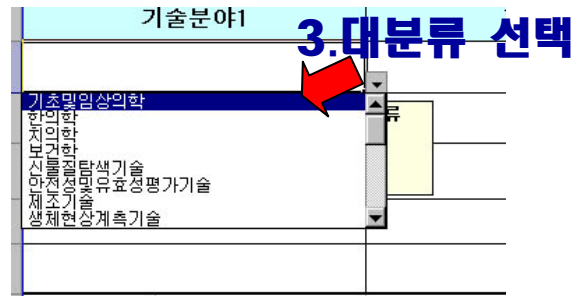 기술분야1
3.대분류 선택
기초및임상의학
한의학
치의학
보건학
신물질탐색기술
안전성및유효성평가기술
제조기술
생체현상계측기술
류